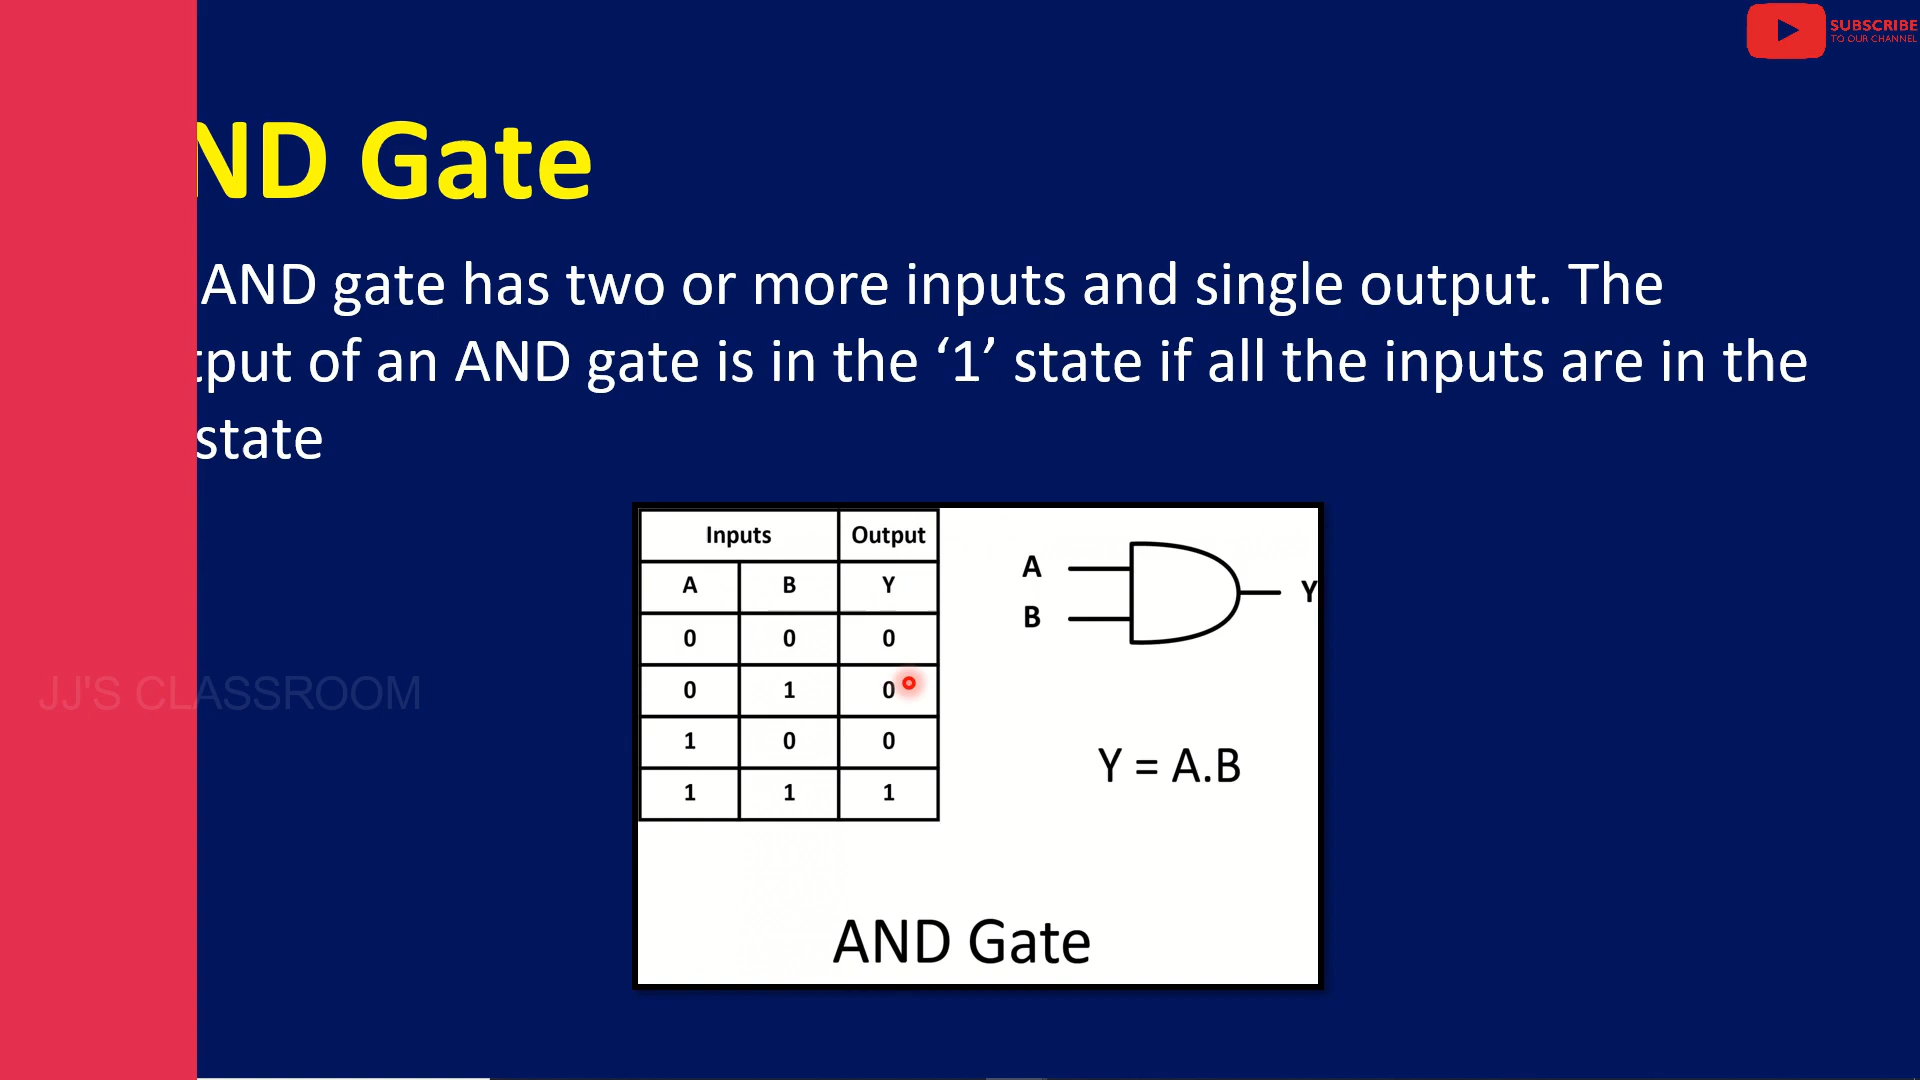 SUBSCRIBE
TO OUR CHANNEL
ND Gate
AND gate has two or more inputs and single output. The
tput of an AND gate is in the ‘1’ state if all the inputs are in the
state
Inputs Output
A B Y
0 0 0
0 1 0
1 0 0
1 1 1
A
B
Y
Y = A.B
AND Gate
JJ'S CLASSROOM